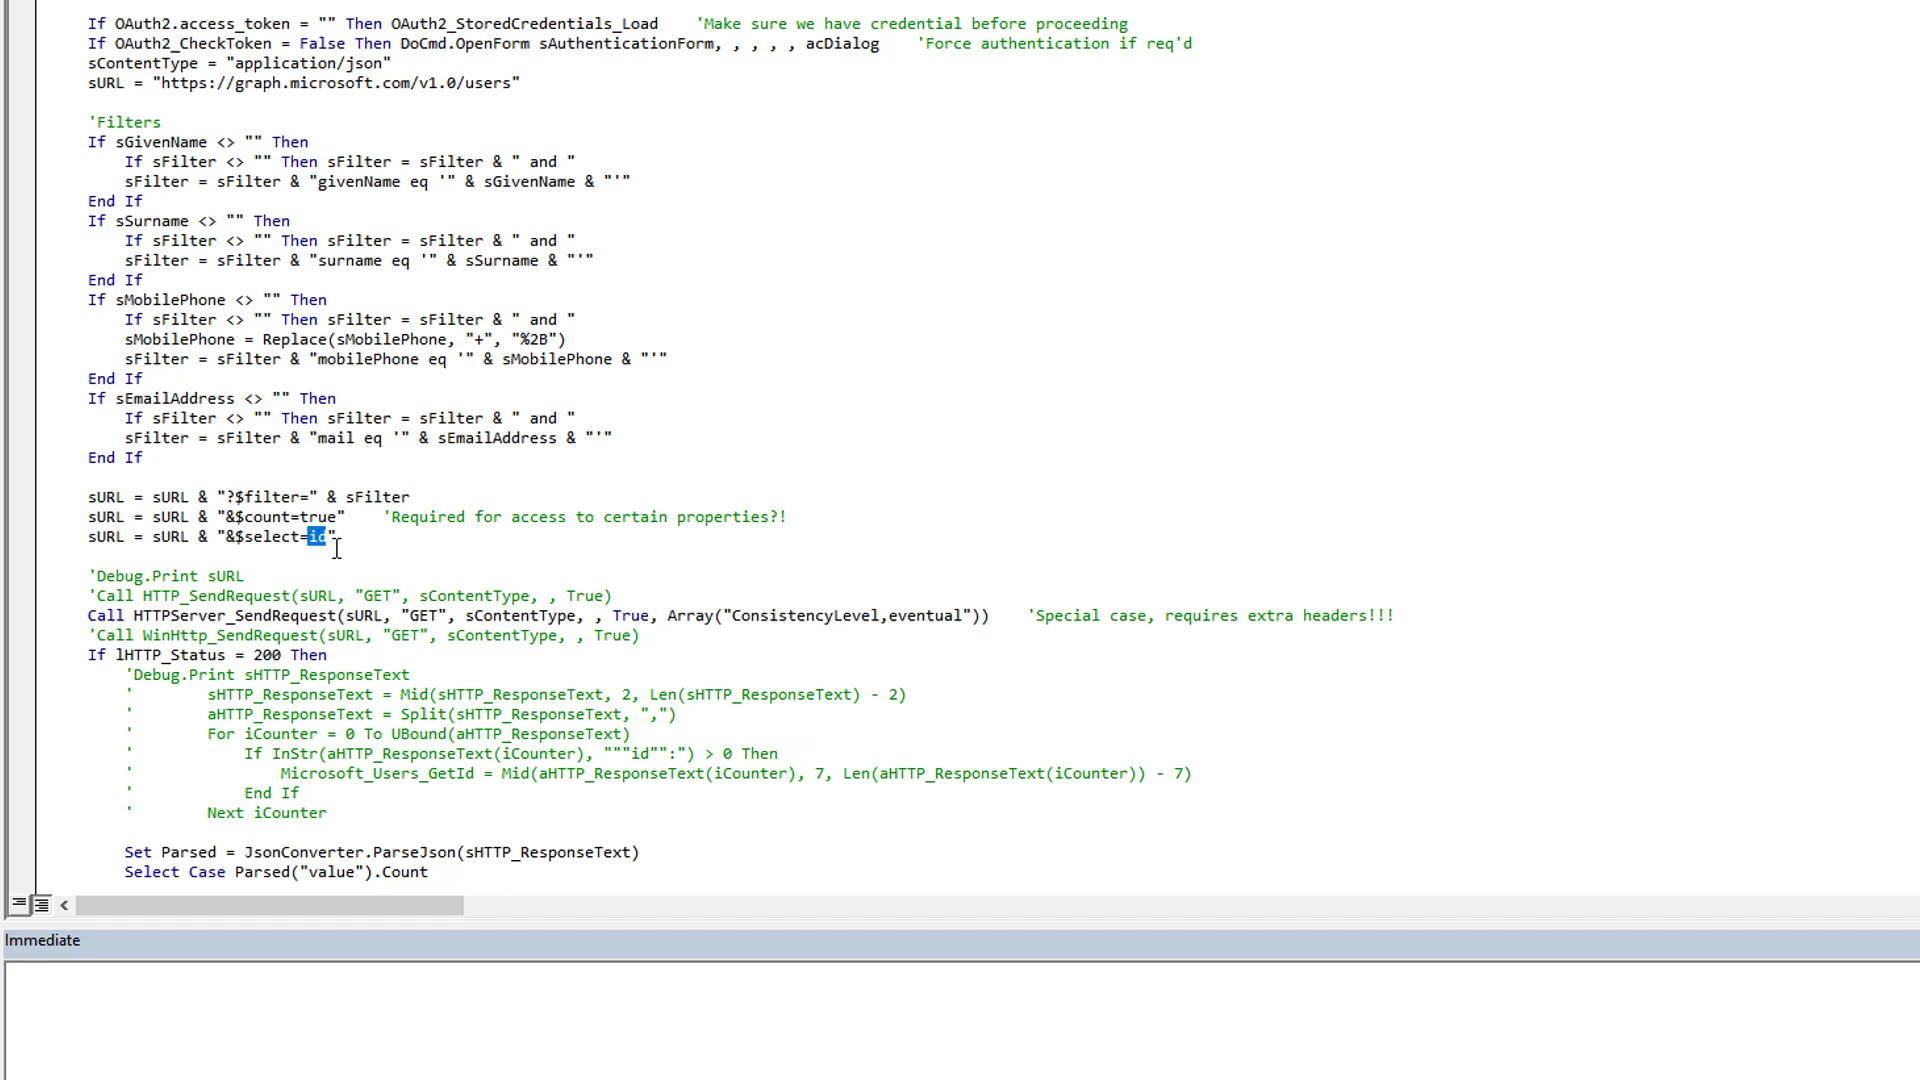 If OAuth2.access_token = "" Then OAuth2_StoredCredentials_Load    'Make sure we have credential before proceeding
If OAuth2_CheckToken = False Then DoCmd.OpenForm sAuthenticationForm, , , , , acDialog    'Force authentication if req'd
sContentType = "application/json"
sURL = "https://graph.microsoft.com/v1.0/users"
'Filters
If sGivenName <> "" Then
If sFilter <> "" Then sFilter = sFilter & " and "
sFilter = sFilter & "givenName eq '" & sGivenName & "'"
End If
If sSurname <> "" Then
If sFilter <> "" Then sFilter = sFilter & " and "
sFilter = sFilter & "surname eq '" & sSurname & "'"
End If
If sMobilePhone <> "" Then
If sFilter <> "" Then sFilter = sFilter & " and "
sMobilePhone = Replace(sMobilePhone, "+", "%2B")
sFilter = sFilter & "mobilePhone eq '" & sMobilePhone & "'"
End If
If sEmailAddress <> "" Then
If sFilter <> "" Then sFilter = sFilter & " and "
sFilter = sFilter & "mail eq '" & sEmailAddress & "'"
End If
sURL = sURL & "?$filter=" & sFilter
sURL = sURL & "&$count=true"    'Required for access to certain properties?!
sURL = sURL & "&$select=id"
'Debug.Print sURL
'Call HTTP_SendRequest(sURL, "GET", sContentType, , True)
Call HTTPServer_SendRequest(sURL, "GET", sContentType, , True, Array("ConsistencyLevel,eventual"))    'Special case, requires extra headers!!!
'Call WinHttp_SendRequest(sURL, "GET", sContentType, , True)
If lHTTP_Status = 200 Then
'Debug.Print sHTTP_ResponseText
'        sHTTP_ResponseText = Mid(sHTTP_ResponseText, 2, Len(sHTTP_ResponseText) - 2)
'        aHTTP_ResponseText = Split(sHTTP_ResponseText, ",")
'        For iCounter = 0 To UBound(aHTTP_ResponseText)
'            If InStr(aHTTP_ResponseText(iCounter), """id"":") > 0 Then
'                Microsoft_Users_GetId = Mid(aHTTP_ResponseText(iCounter), 7, Len(aHTTP_ResponseText(iCounter)) - 7)
'            End If
'        Next iCounter
Set Parsed = JsonConverter.ParseJson(sHTTP_ResponseText)
Select Case Parsed("value").Count
Immediate